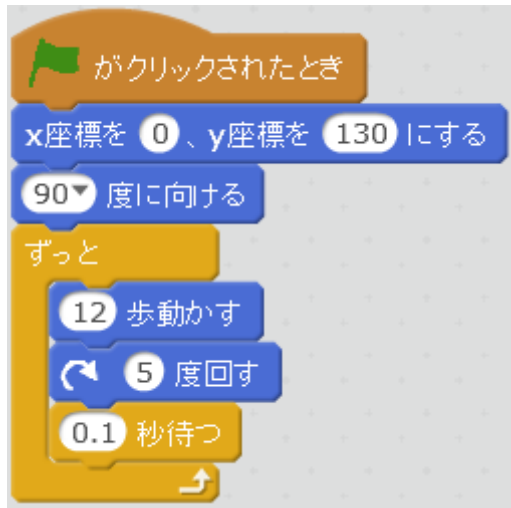 がクリックされたとき
x座標を 0 、y座標を 130 にする
90 度に向ける
ずっと
12 歩動かす
5 度回す
0.1 秒待つ